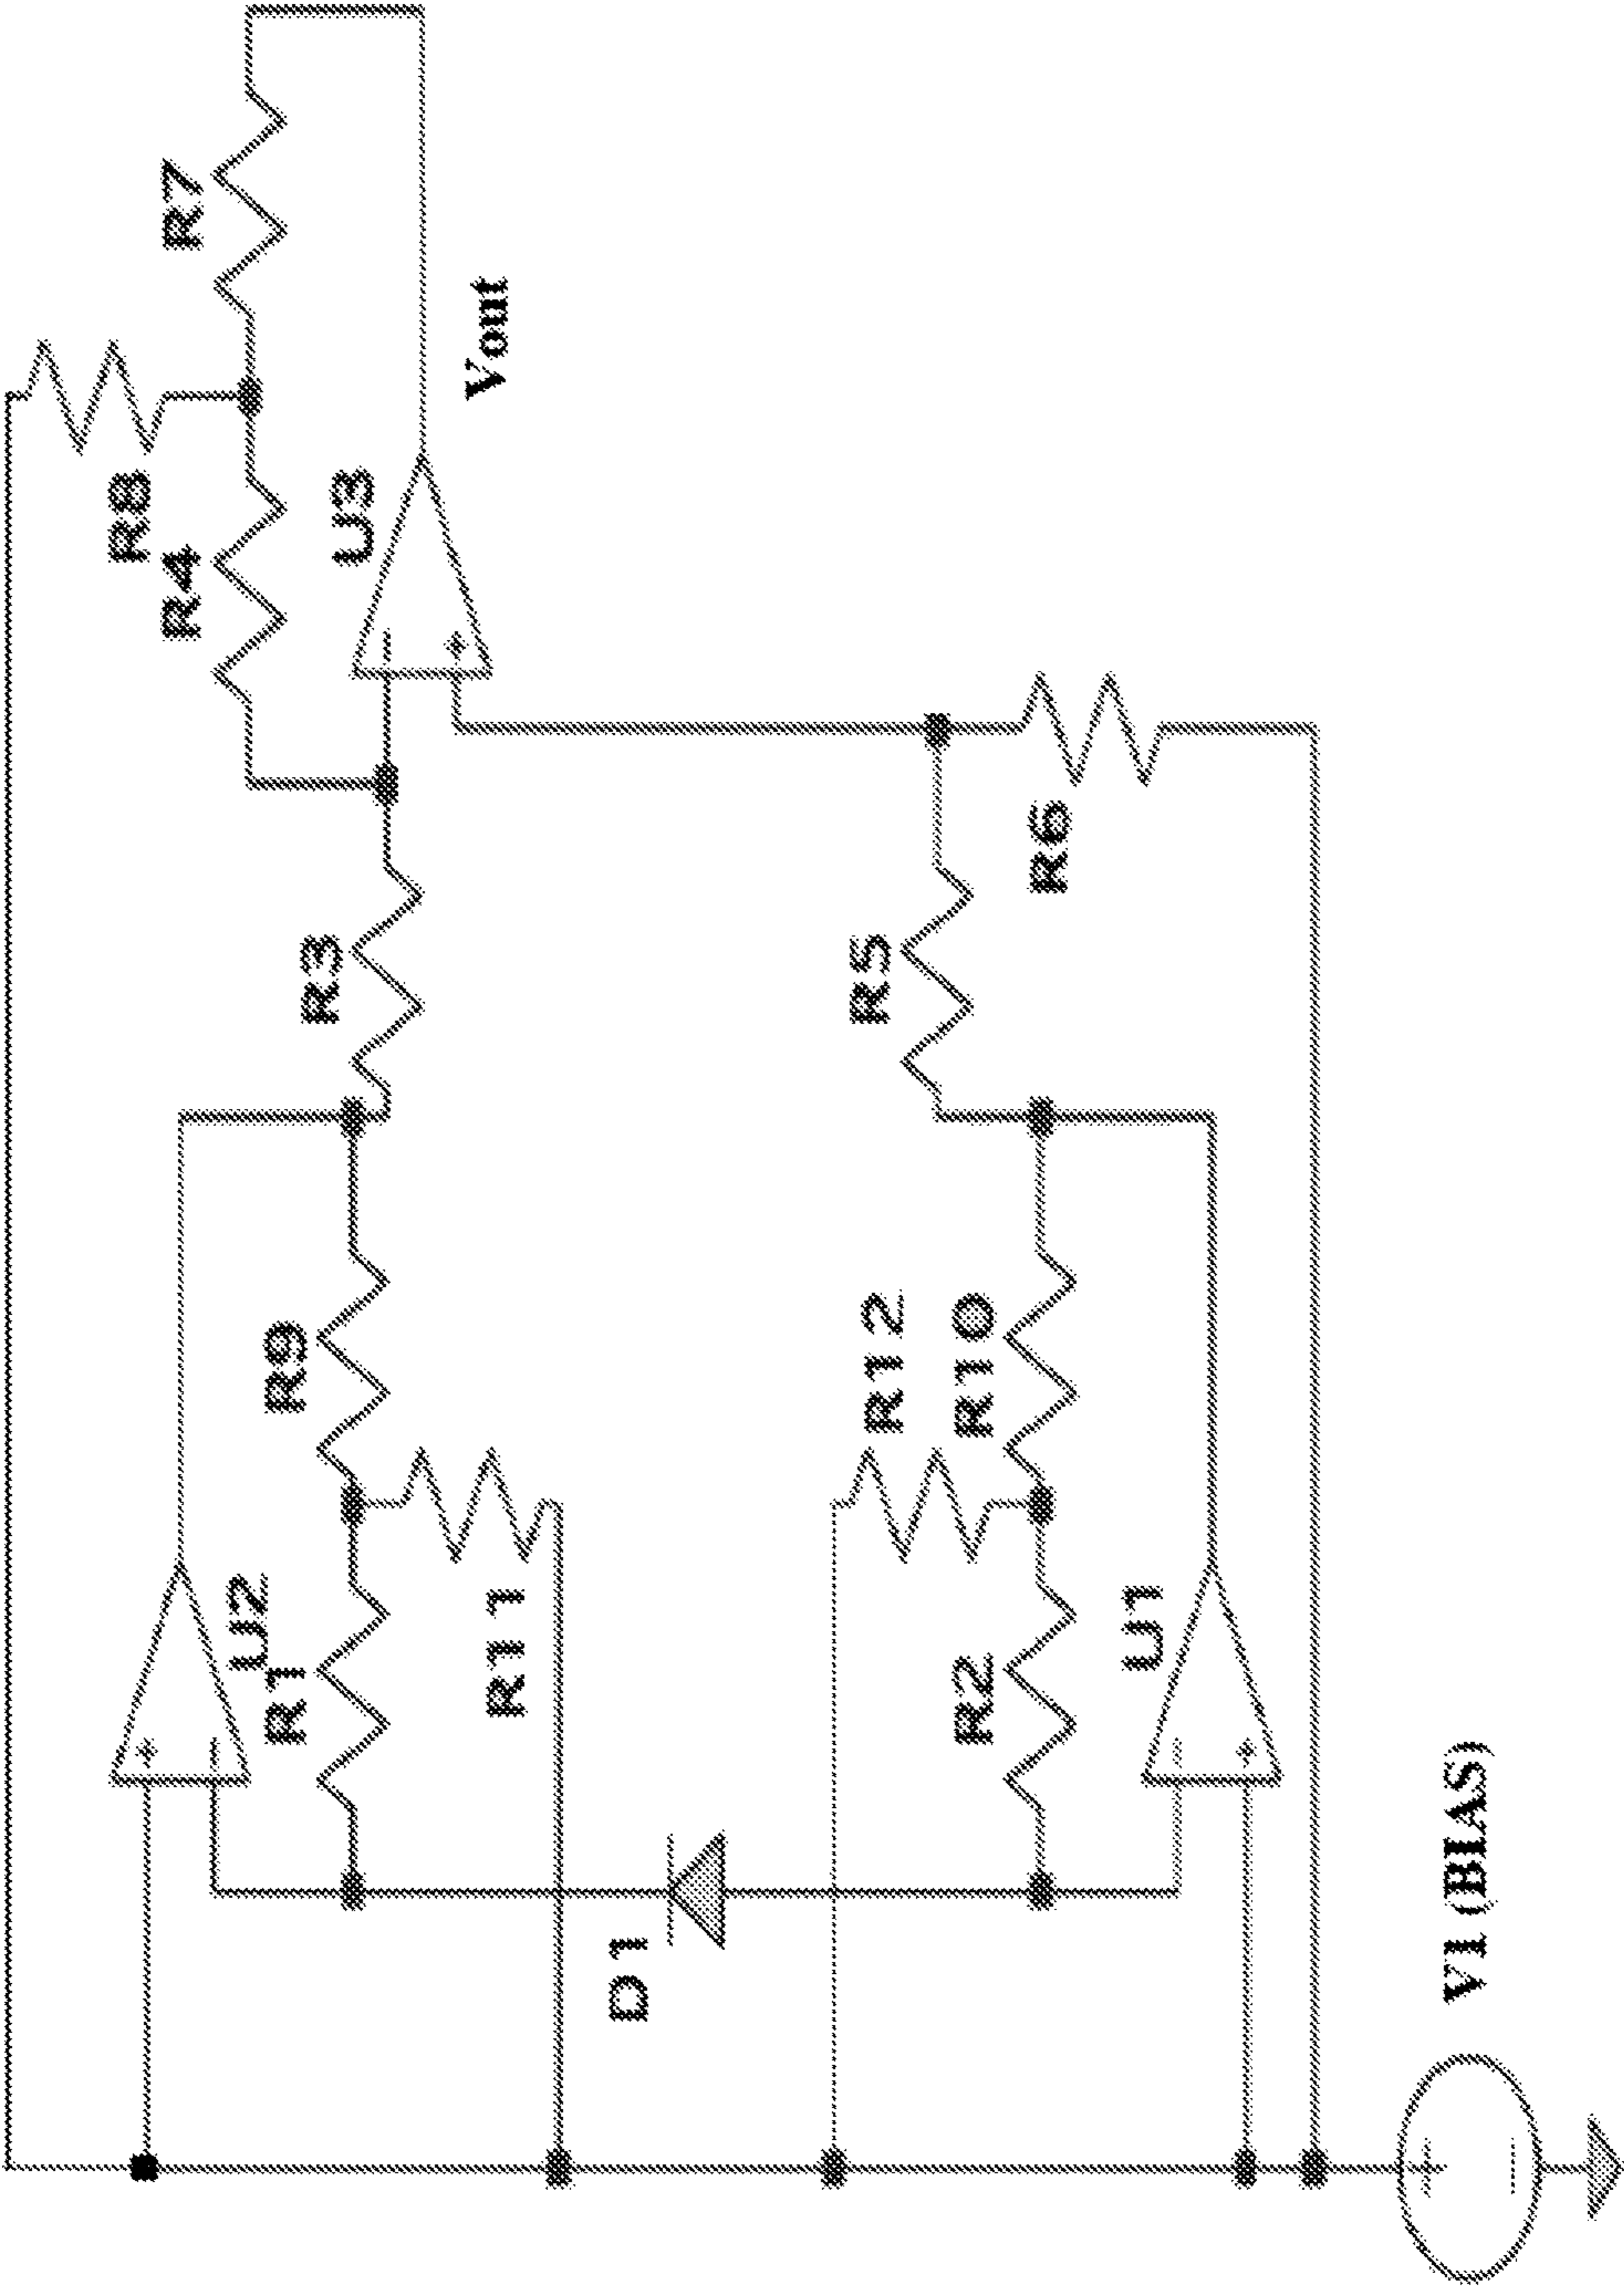 R7
R8
R4
U3
Vout
R3
R5
R6
R9
U2
R1
R11
R12
R10
R2
U1
D1
V1 (BIAS)